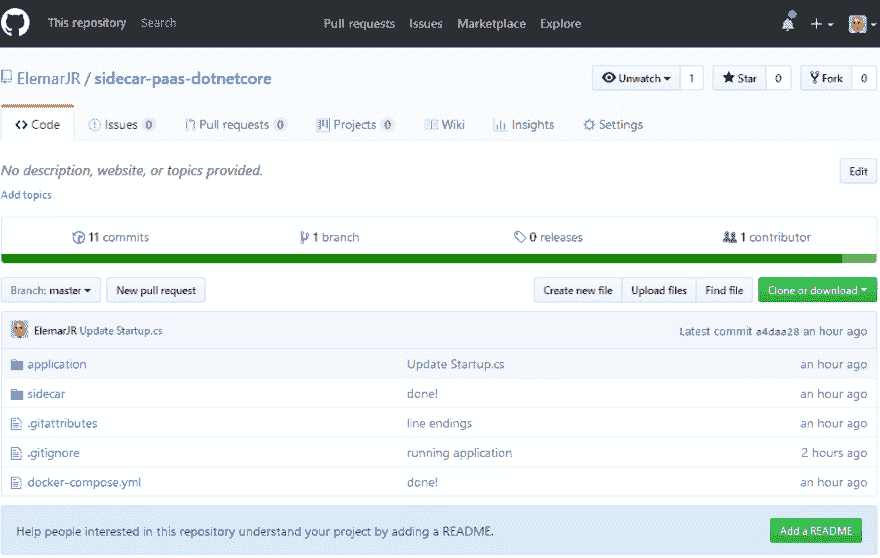 This repository Search Pull requests Issues Marketplace Explore
ElemarJR / sidecar-paas-dotnetcore Unwatch 1 Star 0 Fork 0
Code Issues 0 Pull requests 0 Projects 0 Wiki Insights Settings
No description, website, or topics provided. Edit
Add topics
11 commits 1 branch 0 releases 1 contributor
Branch: master New pull request Create new file Upload files Find file Clone or download
ElemarJR Update Startup.cs Latest commit a4daa28 an hour ago
application Update Startup.cs an hour ago
sidecar done! an hour ago
.gitattributes line endings an hour ago
.gitignore running application 2 hours ago
docker-compose.yml done! an hour ago
Help people interested in this repository understand your project by adding a README. Add a README